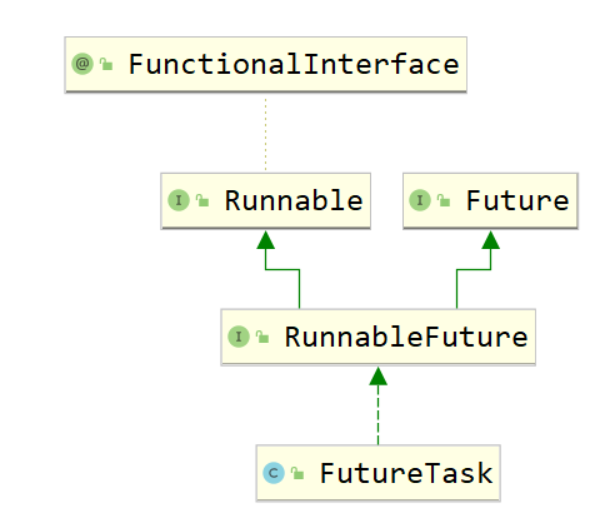 @ FunctionalInterface
I Runnable
I Future
I RunnableFuture
C FutureTask